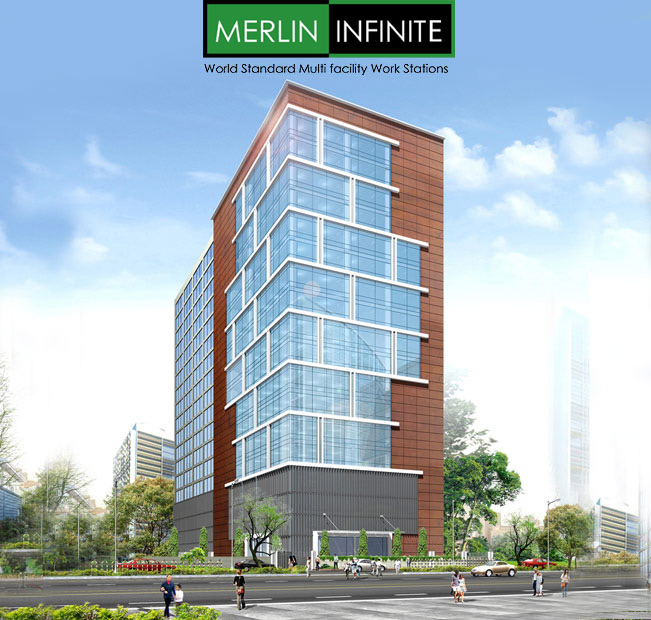 MERLIN INFINITE
World Standard Multi facility Work Stations